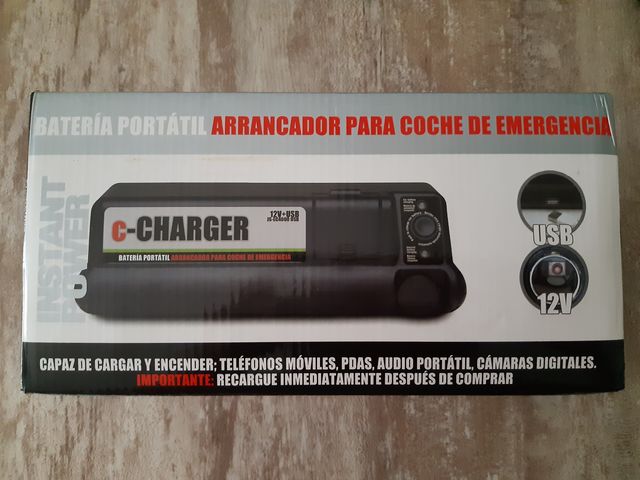 BATERÍA PORTÁTIL ARRANCADOR PARA COCHE DE EMERGENCIA
INSTANT
POWER
c-CHARGER
12V+USB
BATERÍA PORTÁTIL ARRANCADOR PARA COCHE DE EMERGENCIA
USB
12V
CAPAZ DE CARGAR Y ENCENDER; TELÉFONOS MÓVILES, PDAS, AUDIO PORTÁTIL, CÁMARAS DIGITALES.
IMPORTANTE: RECARGUE INMEDIATAMENTE DESPUÉS DE COMPRAR